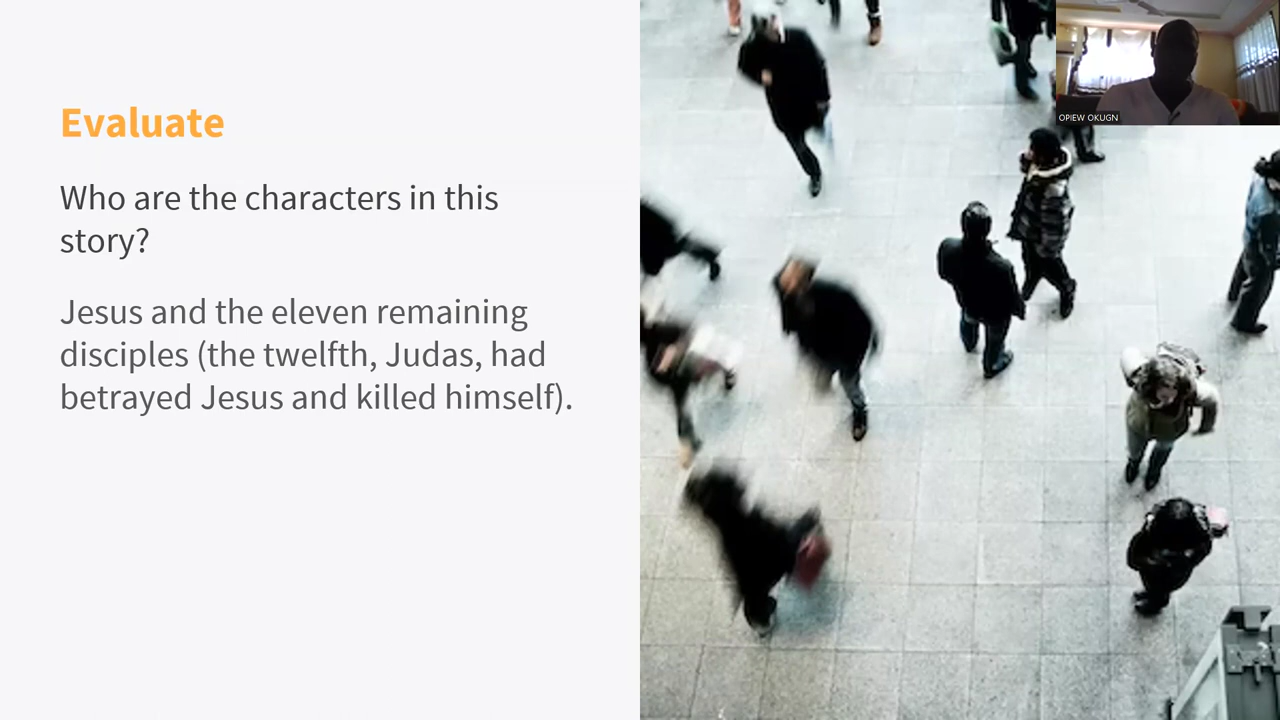 Evaluate
Who are the characters in this
story?
Jesus and the eleven remaining
disciples (the twelfth, Judas, had
betrayed Jesus and killed himself).
OPIEW OKUGN